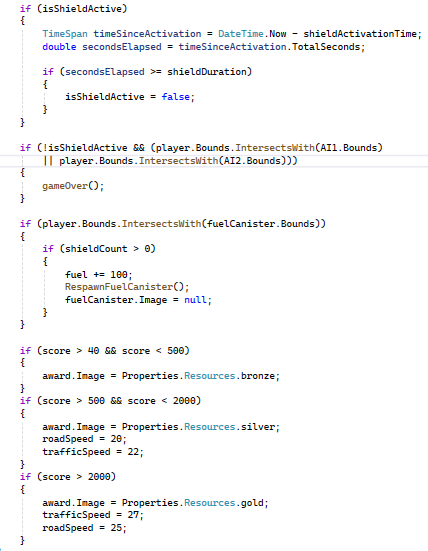 if (isShieldActive)
{
TimeSpan timeSinceActivation = DateTime.Now - shieldActivationTime;
double secondsElapsed = timeSinceActivation.TotalSeconds;
if (secondsElapsed >= shieldDuration)
{
isShieldActive = false;
}
}
if (!isShieldActive && (player.Bounds.IntersectsWith(AI1.Bounds)
|| player.Bounds.IntersectsWith(AI2.Bounds)))
{
gameOver();
}
if (player.Bounds.IntersectsWith(fuelCanister.Bounds))
{
if (shieldCount > 0)
{
fuel += 100;
RespawnFuelCanister();
fuelCanister.Image = null;
}
}
if (score > 40 && score < 500)
{
award.Image = Properties.Resources.bronze;
}
if (score > 500 && score < 2000)
{
award.Image = Properties.Resources.silver;
roadSpeed = 20;
trafficSpeed = 22;
}
if (score > 2000)
{
award.Image = Properties.Resources.gold;
trafficSpeed = 27;
roadSpeed = 25;
}